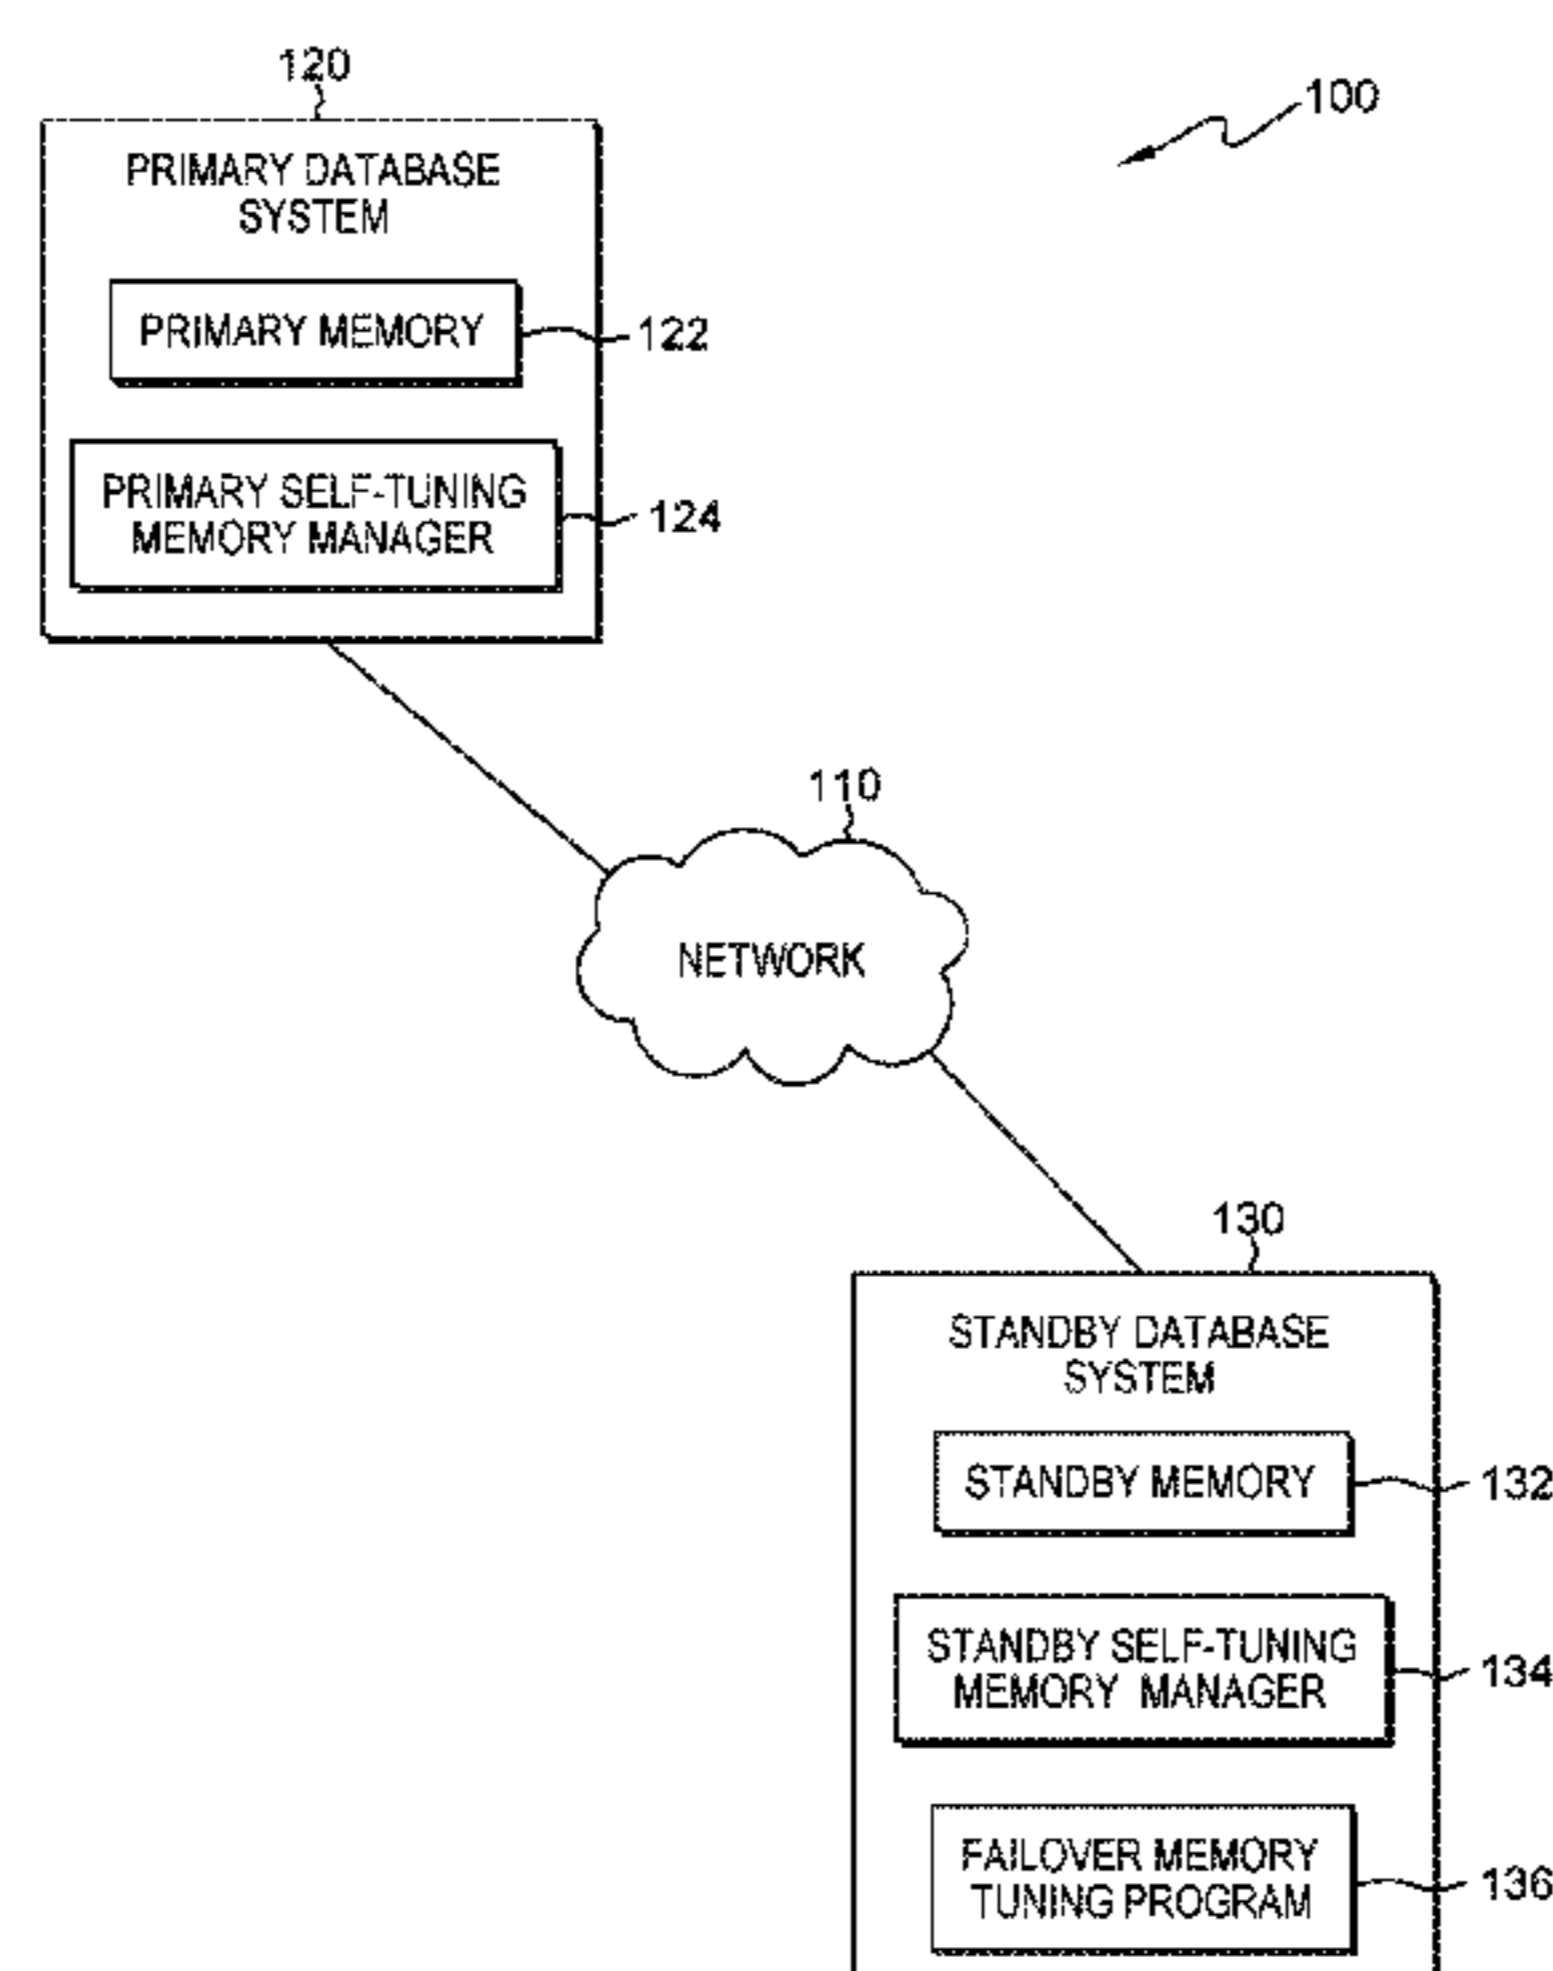 120
100
PRIMARY DATABASE
SYSTEM
PRIMARY MEMORY
122
PRIMARY SELF-TUNING
MEMORY MANAGER
124
110
NETWORK
130
STANDBY DATABASE
SYSTEM
STANDBY MEMORY
132
STANDBY SELF-TUNING
MEMORY MANAGER
134
FAILOVER MEMORY
TUNING PROGRAM
136